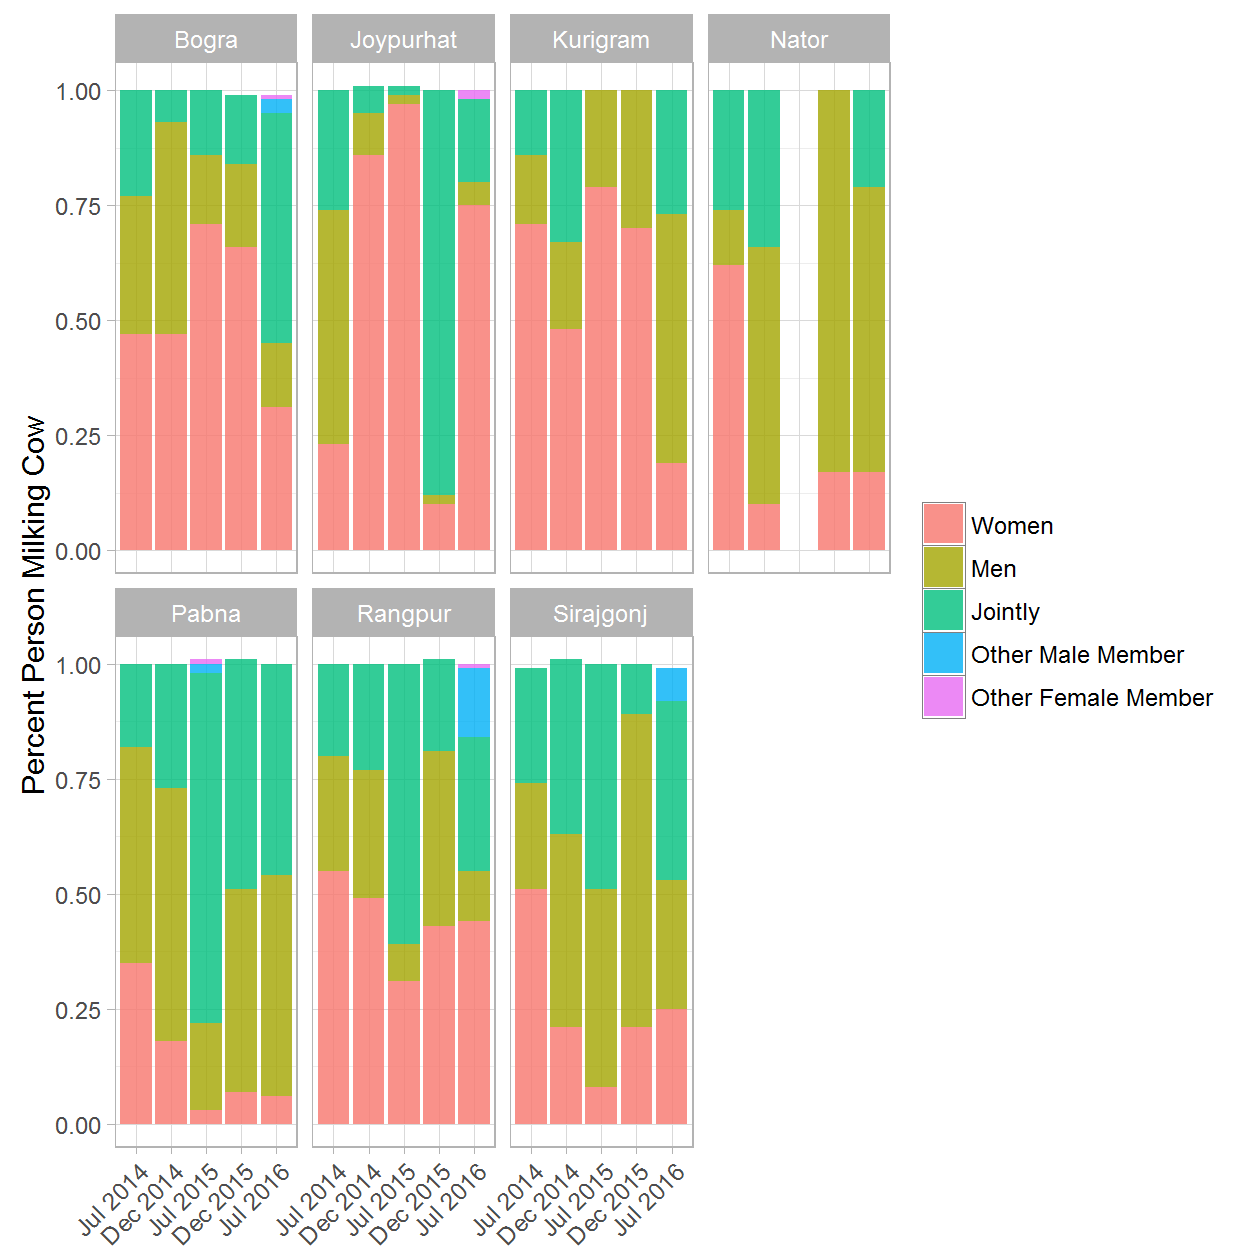 Bogra
Joypurhat
Kurigram
Nator
1.00
0.75
0.50
0.25
0.00
Percent Person Milking Cow
Women
Men
Jointly
Other Male Member
Other Female Member
Pabna
Rangpur
Sirajgonj
1.00
0.75
0.50
0.25
0.00
Jul 2014
Dec 2014
Jul 2015
Dec 2015
Jul 2016
Jul 2014
Dec 2014
Jul 2015
Dec 2015
Jul 2016
Jul 2014
Dec 2014
Jul 2015
Dec 2015
Jul 2016